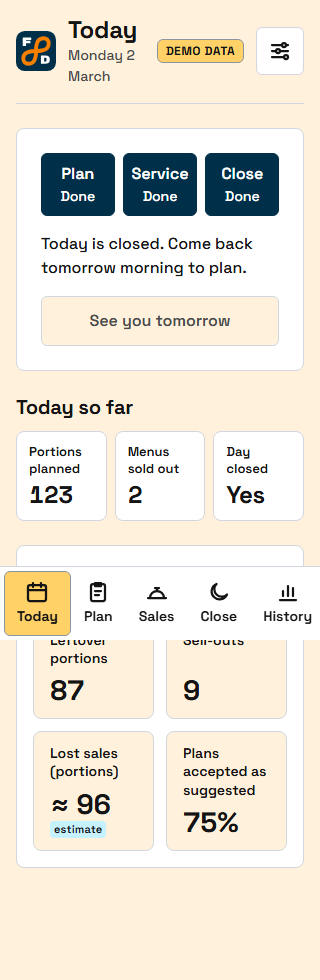 F
D
Today
Monday 2
March
DEMO DATA
Plan
Done
Service
Done
Close
Done
Today is closed. Come back
tomorrow morning to plan.
See you tomorrow
Today so far
Portions
planned
123
Menus
sold out
2
Day
closed
Yes
Today
Plan
Sales
Close
History
Leftover
portions
87
Sell-outs
9
Lost sales
(portions)
≈ 96
estimate
Plans
accepted as
suggested
75%